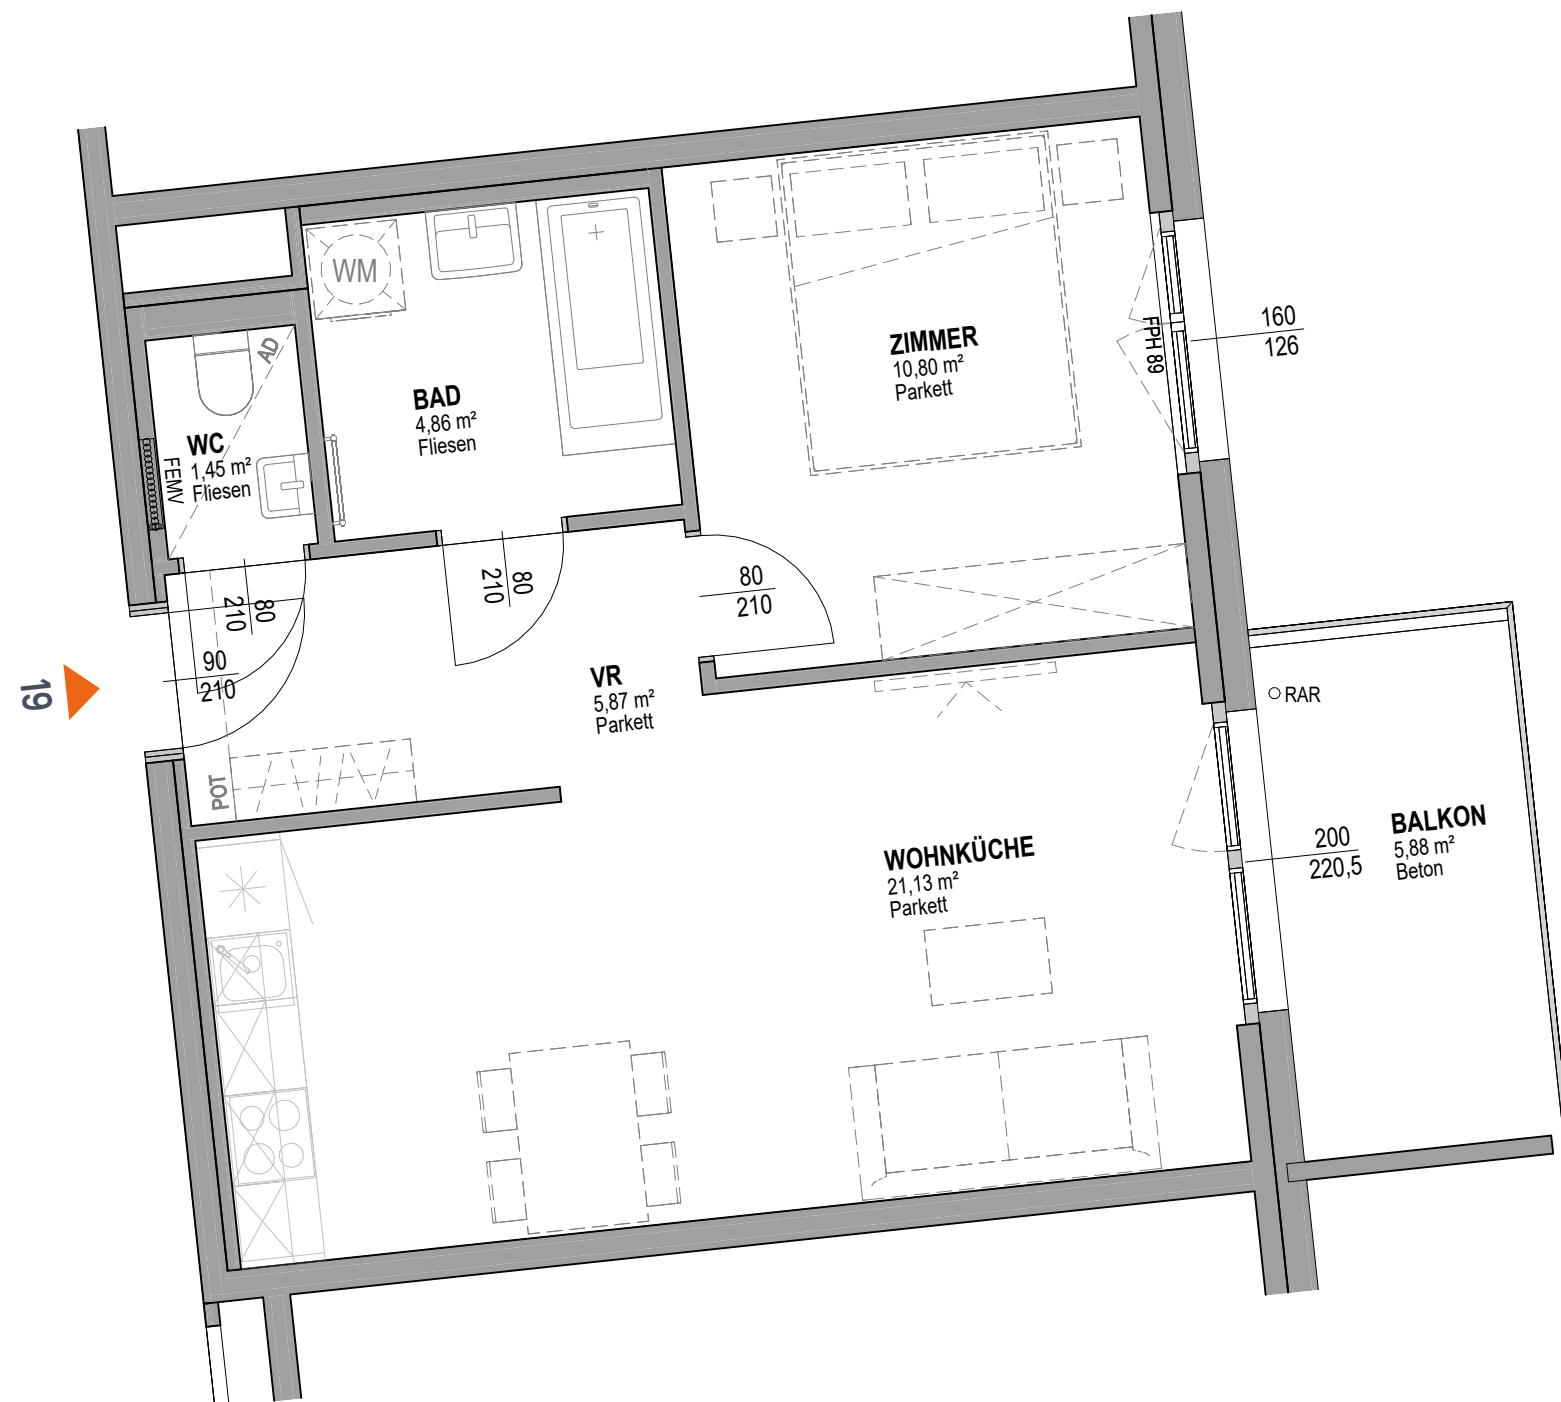 WM
AD
BAD
4,86 m²
Fliesen
WC
1,45 m²
Fliesen
FEMV
ZIMMER
10,80 m²
Parkett
FPH 89
160
126
80
210
80
210
80
210
90
210
19
VR
5,87 m²
Parkett
POT
RAR
WOHNKÜCHE
21,13 m²
Parkett
200
220,5
BALKON
5,88 m²
Beton